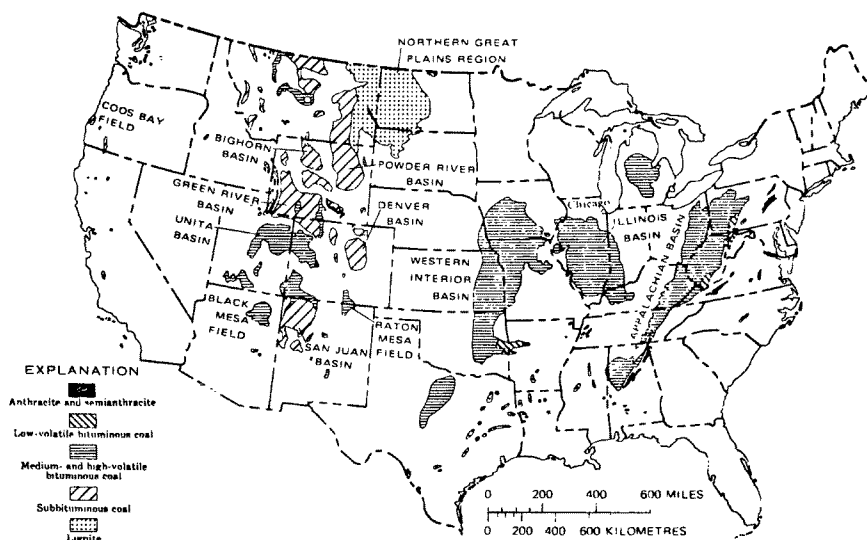 NORTHERN GREAT
PLAINS REGION
COOS BAY
FIELD
BIGHORN
BASIN
POWDER RIVER
BASIN
GREEN RIVER
BASIN
UNITA
BASIN
DENVER
BASIN
Chicago
ILLINOIS
BASIN
APPALACHIAN BASIN
WESTERN
INTERIOR
BASIN
BLACK
MESA
FIELD
RATON
MESA
FIELD
SAN JUAN
BASIN
EXPLANATION
Anthracite and semianthracite
Low-volatile bituminous coal
Medium- and high-volatile
bituminous coal
Subbituminous coal
Lignite
0 200 400 600 MILES
0 200 400 600 KILOMETRES